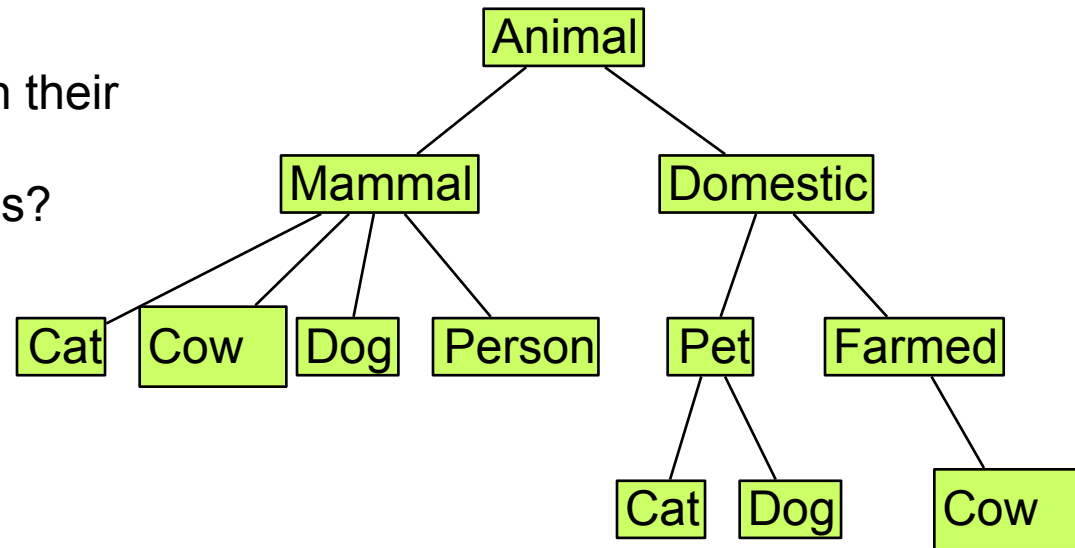 Animal
n their
Mammal Domestic
s?
Cat Cow Dog Person Pet Farmed
Cat Dog Cow